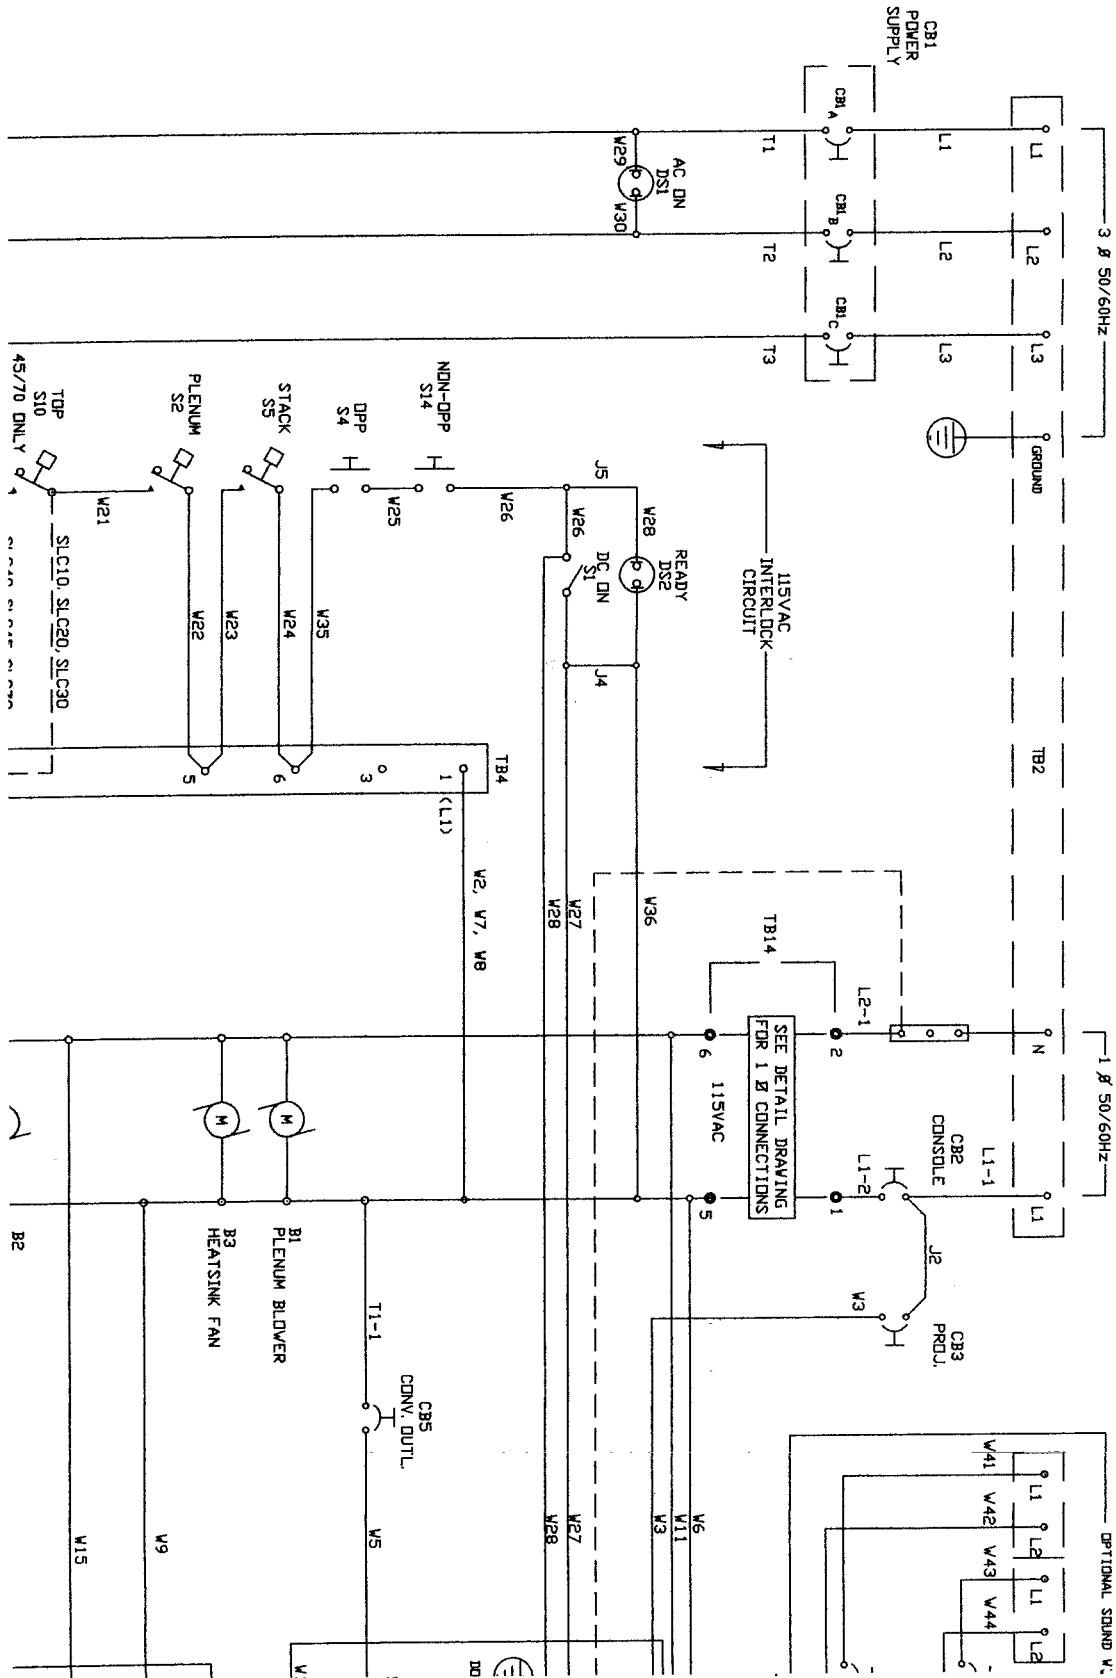 3 Ø 50/60Hz
1 Ø 50/60Hz
OPTIONAL SOUND W
L1
L2
L3
GROUND
TB2
N
L1
L1
L2
L1
L2
W41
W42
W43
W44
CB1
POWER
SUPPLY
L1
L2
L3
CB1 A
CB1 B
CB1 C
T1
T2
T3
L1-1
CB2
CONSOLE
J2
CB3
PROJ.
L2-1
L1-2
W3
2
1
TB14
SEE DETAIL DRAWING
FOR 1 Ø CONNECTIONS
6
115VAC
5
115VAC
INTERLOCK
CIRCUIT
AC ON
DS1
W29
W30
READY
DS2
W28
J5
J4
W36
W6
W11
W3
W26
DC ON
S1
W26
W27
W28
W27
W28
NON-OPP
S14
OPP
S4
W25
STACK
S5
W35
W24
PLENUM
S2
W23
W22
TOP
S10
45/70 ONLY
W21
SLC10, SLC20, SLC30
TB4
1 (L1)
3
6
5
W2, W7, W8
M
M
B1
PLENUM BLOWER
B3
HEATSINK FAN
B2
T1-1
CB5
CONV. OUTL.
W5
W9
W15